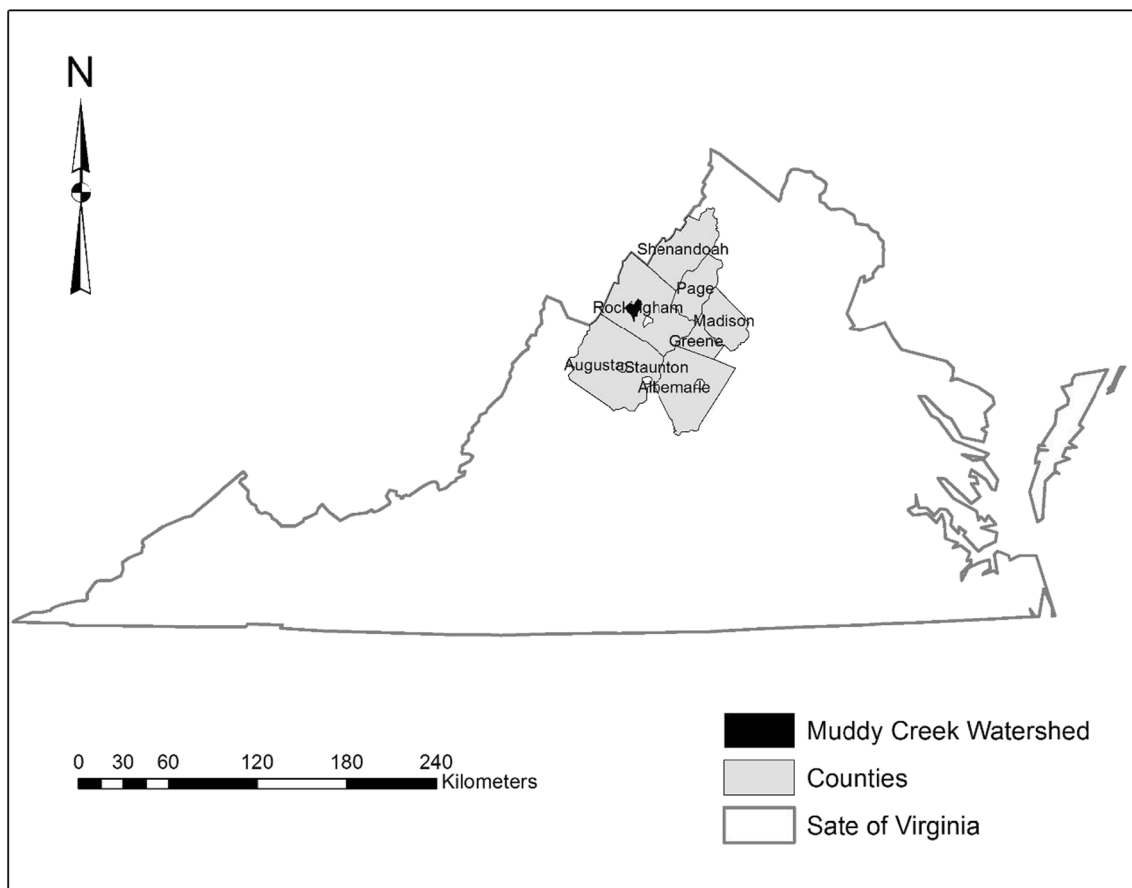 N
Shenandoah
Page
Rockingham
Madison
Greene
Augusta
Staunton
Albemarle
0 30 60 120 180 240
Kilometers
Muddy Creek Watershed
Counties
Sate of Virginia